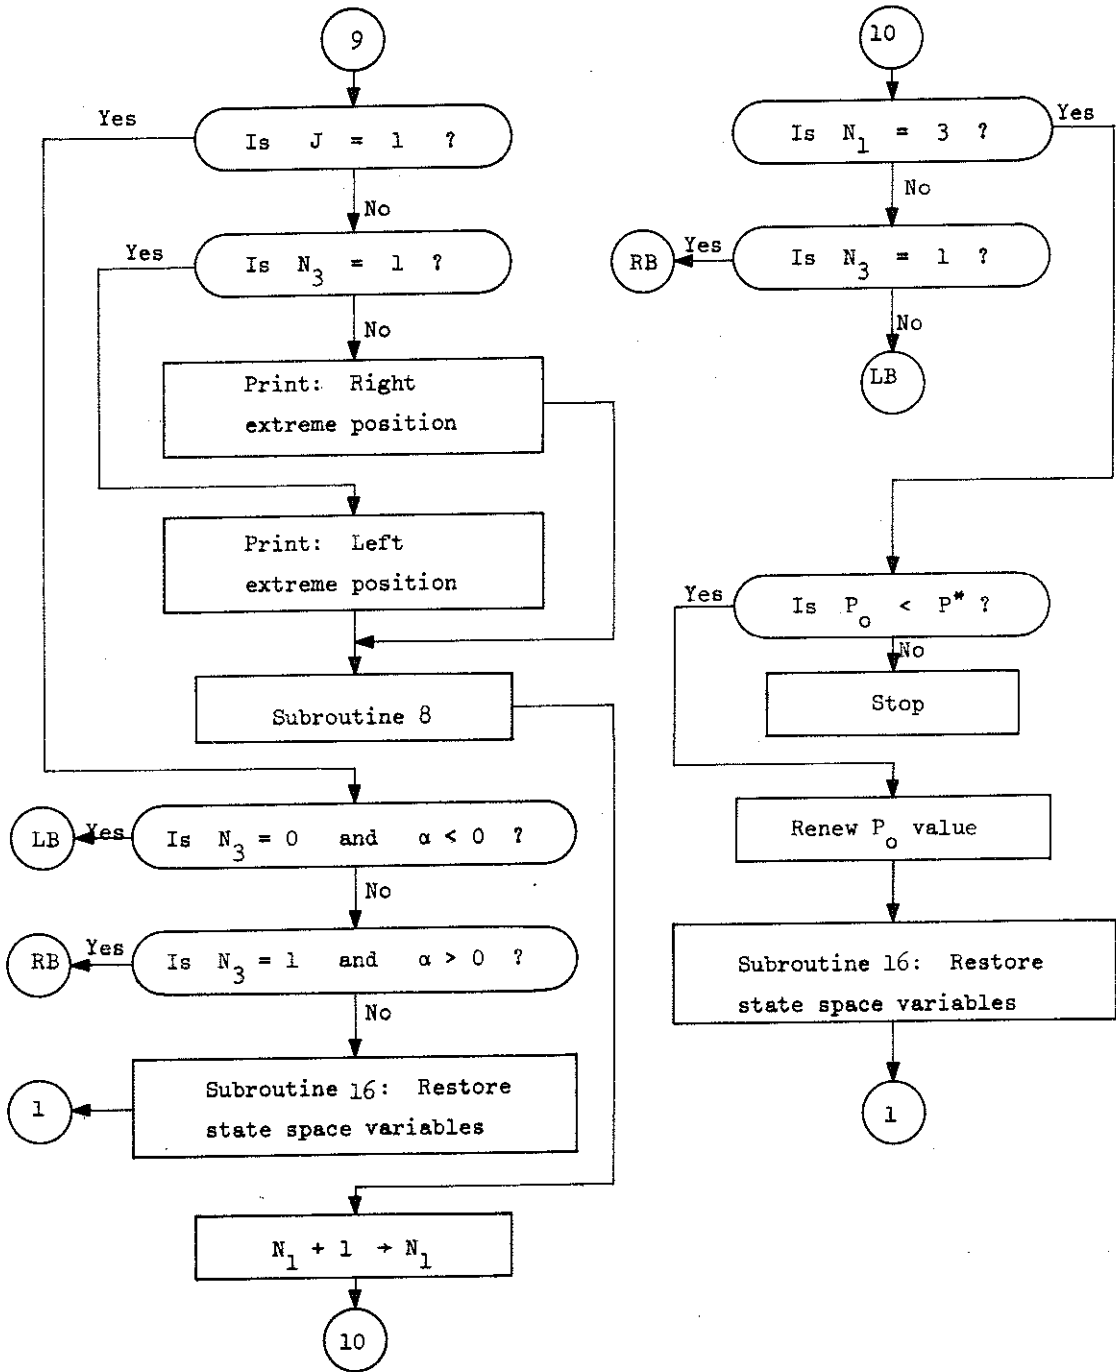 9
Yes
Is J = 1 ?
No
Yes
Is N3 = 1 ?
No
Print: Right
extreme position
Print: Left
extreme position
Subroutine 8
LB
Yes
Is N3 = 0 and α < 0 ?
No
RB
Yes
Is N3 = 1 and α > 0 ?
No
1
Subroutine 16: Restore
state space variables
N1 + 1 → N1
10
10
Is N1 = 3 ?
Yes
No
RB
Yes
Is N3 = 1 ?
No
LB
Yes
Is Po < P* ?
No
Stop
Renew Po value
Subroutine 16: Restore
state space variables
1